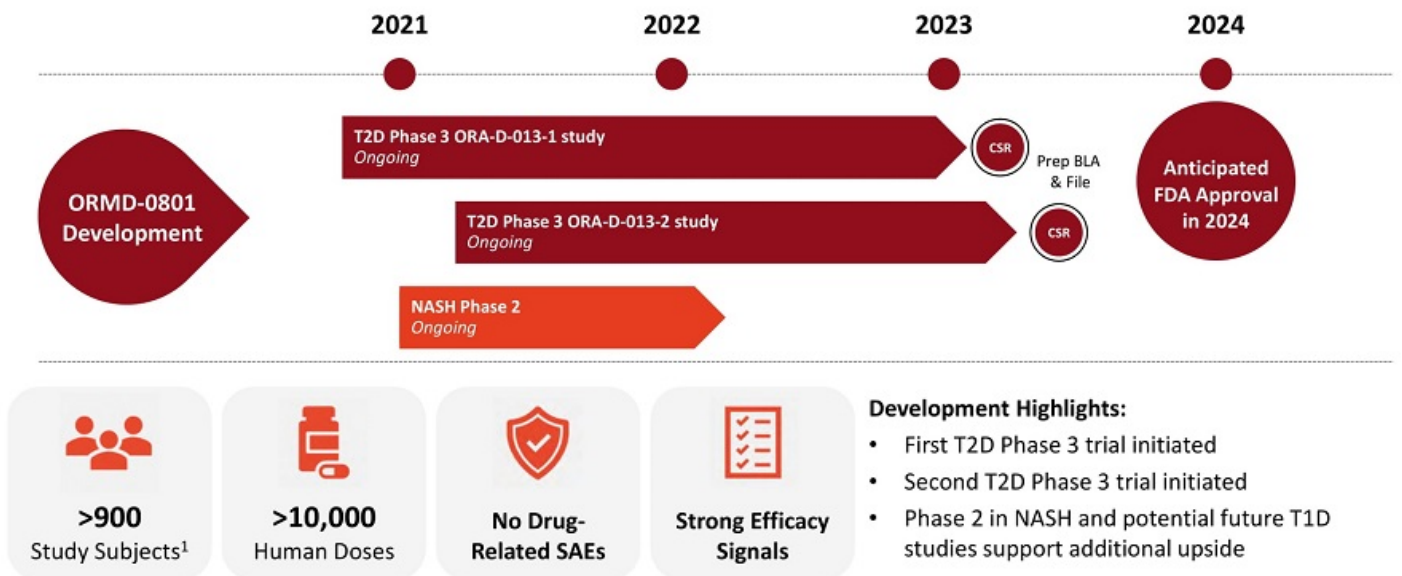 2021
2022
2023
2024
ORMD-0801
Development
T2D Phase 3 ORA-D-013-1 study
Ongoing
CSR
Prep BLA
& File
T2D Phase 3 ORA-D-013-2 study
Ongoing
CSR
NASH Phase 2
Ongoing
Anticipated
FDA Approval
in 2024
>900
Study Subjects¹
>10,000
Human Doses
No Drug-
Related SAEs
Strong Efficacy
Signals
Development Highlights:
• First T2D Phase 3 trial initiated
• Second T2D Phase 3 trial initiated
• Phase 2 in NASH and potential future T1D
studies support additional upside